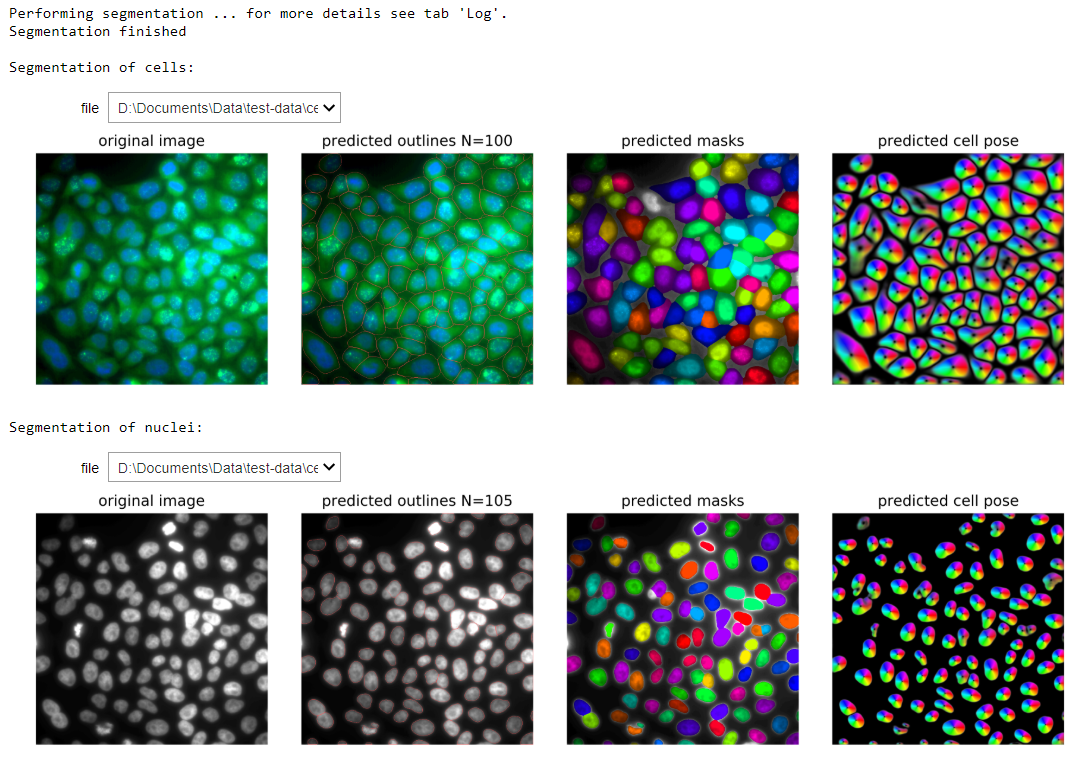 Performing segmentation ... for more details see tab 'Log'.
Segmentation finished
Segmentation of cells:
file D:\Documents\Data\test-data\ce
original image predicted outlines N=100 predicted masks predicted cell pose
Segmentation of nuclei:
file D:\Documents\Data\test-data\ce
original image predicted outlines N=105 predicted masks predicted cell pose